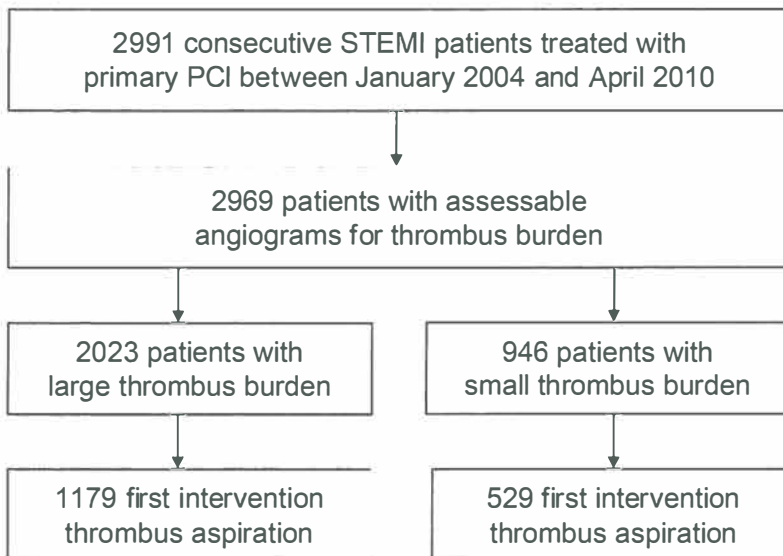 2991 consecutive STEMI patients treated with
primary PCI between January 2004 and April 2010
2969 patients with assessable
angiograms for thrombus burden
2023 patients with
large thrombus burden
946 patients with
small thrombus burden
1179 first intervention
thrombus aspiration
529 first intervention
thrombus aspiration